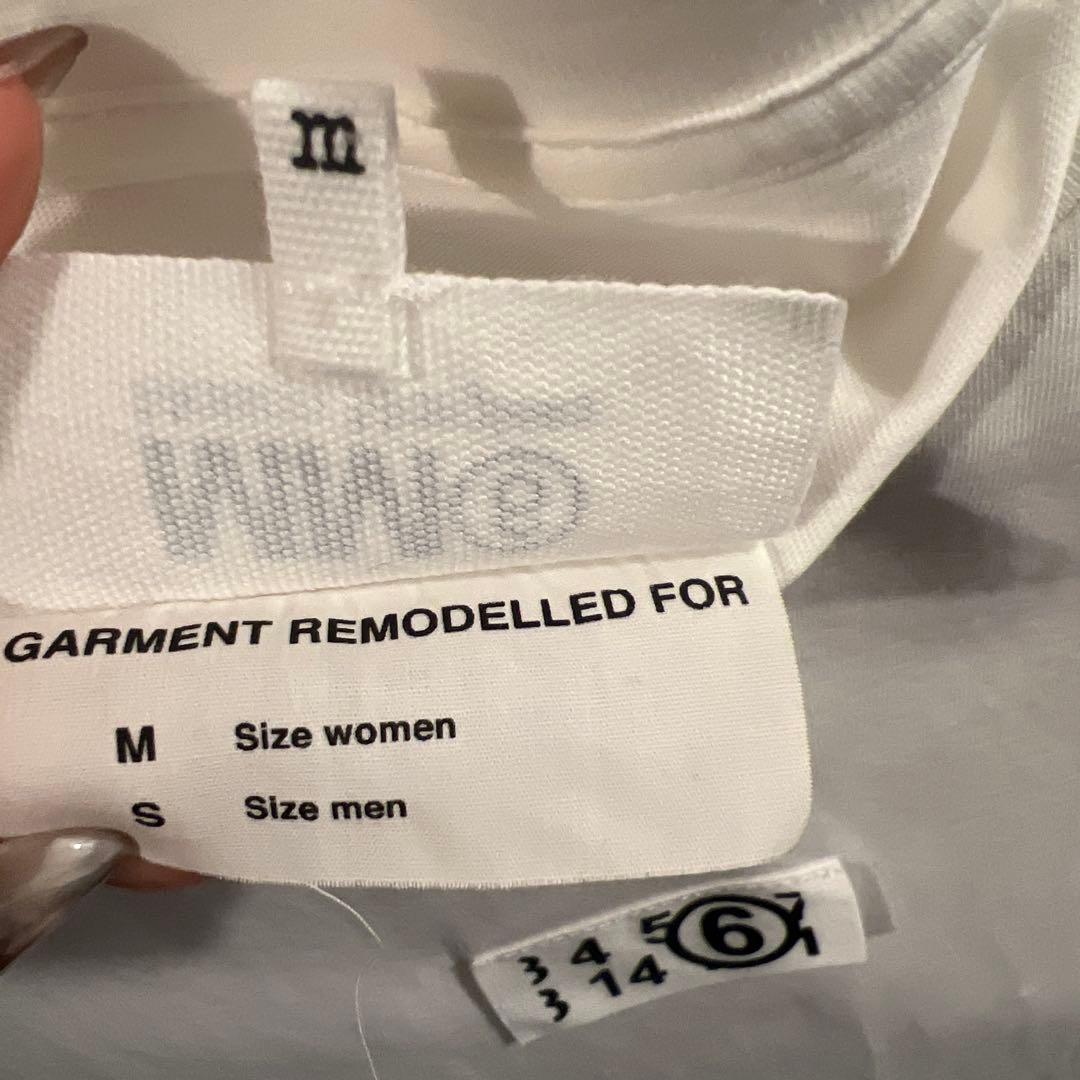 m
GARMENT REMODELLED FOR
M Size women
S Size men
3 4 5 6 7
3 14 1